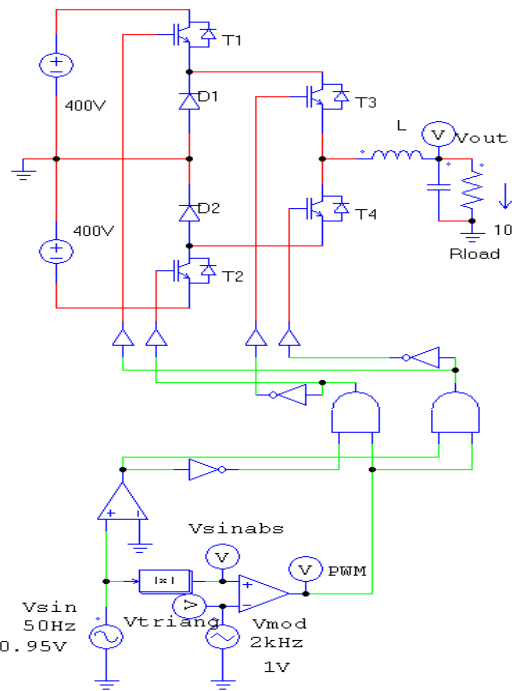 T1
400V
D1
T3
L
V
Vout
D2
T4
400V
T2
10
Rload
+ -
Vsinabs
V
|x|
+
-
V
PWM
V
Vtriang
Vsin
50Hz
0.95V
Vmod
2kHz
1V